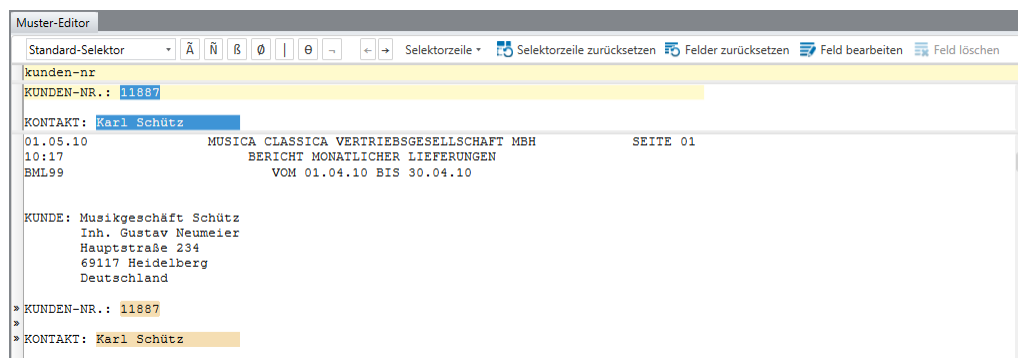 Muster-Editor
Standard-Selektor Ã Ñ ß Ø | Ɵ ¬ ← → Selektorzeile Selektorzeile zurücksetzen Felder zurücksetzen Feld bearbeiten Feld löschen
kunden-nr
KUNDEN-NR.: 11887
KONTAKT: Karl Schütz
01.05.10 MUSICA CLASSICA VERTRIEBSGESELLSCHAFT MBH SEITE 01
10:17 BERICHT MONATLICHER LIEFERUNGEN
BML99 VOM 01.04.10 BIS 30.04.10
KUNDE: Musikgeschäft Schütz
Inh. Gustav Neumeier
Hauptstraße 234
69117 Heidelberg
Deutschland
» KUNDEN-NR.: 11887
»
» KONTAKT: Karl Schütz